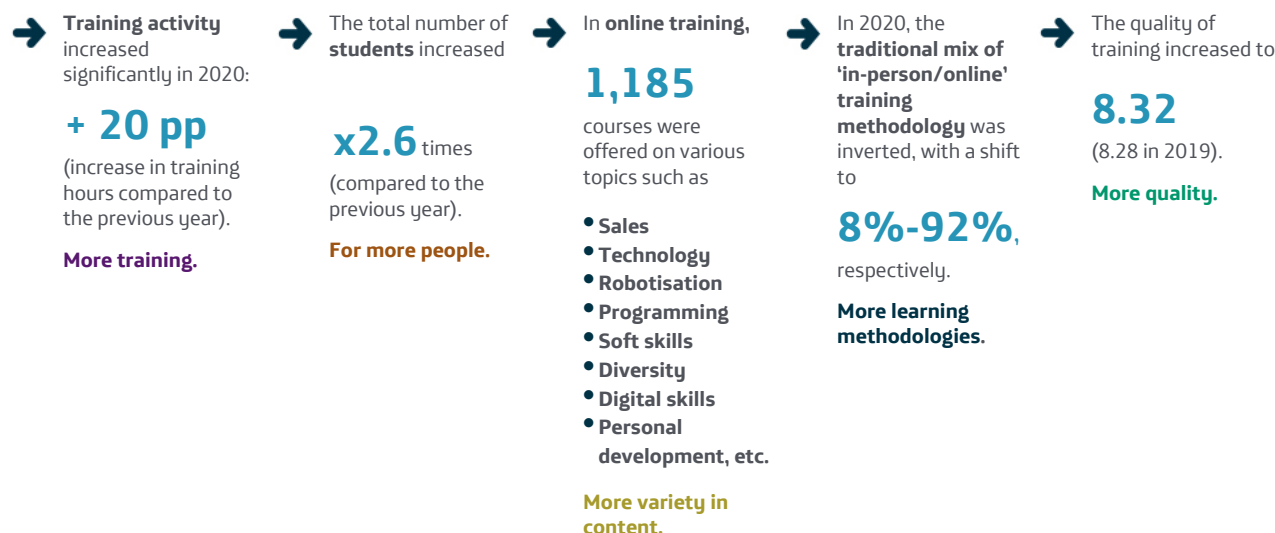 Training activity
increased
significantly in 2020:
+ 20 pp
(increase in training
hours compared to
the previous year).
More training.
The total number of
students increased
x2.6 times
(compared to the
previous year).
For more people.
In online training,
1,185
courses were
offered on various
topics such as
• Sales
• Technology
• Robotisation
• Programming
• Soft skills
• Diversity
• Digital skills
• Personal
development, etc.
More variety in
content.
In 2020, the
traditional mix of
‘in-person/online’
training
methodology was
inverted, with a shift
to
8%-92%,
respectively.
More learning
methodologies.
The quality of
training increased to
8.32
(8.28 in 2019).
More quality.